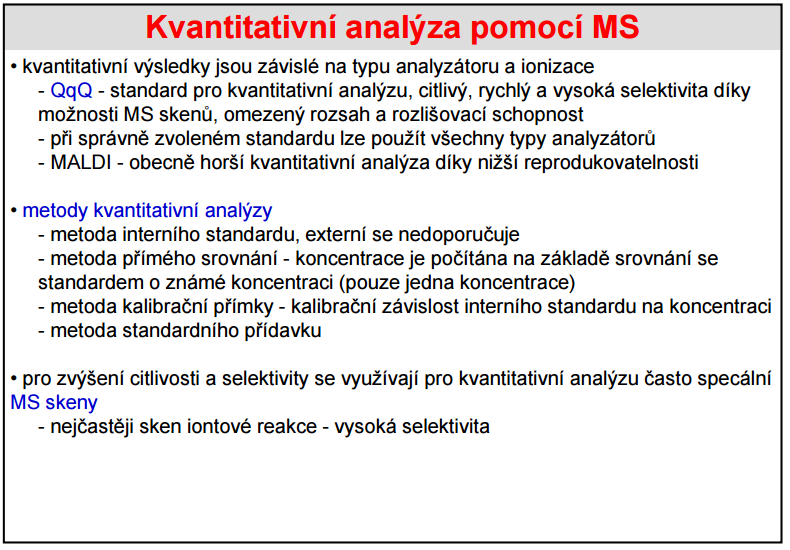 Kvantitativní analýza pomocí MS
• kvantitativní výsledky jsou závislé na typu analyzátoru a ionizace
- QqQ - standard pro kvantitativní analýzu, citlivý, rychlý a vysoká selektivita díky
možnosti MS skenů, omezený rozsah a rozlišovací schopnost
- při správně zvoleném standardu lze použít všechny typy analyzátorů
- MALDI - obecně horší kvantitativní analýza díky nižší reprodukovatelnosti
• metody kvantitativní analýzy
- metoda interního standardu, externí se nedoporučuje
- metoda přímého srovnání - koncentrace je počítána na základě srovnání se
standardem o známé koncentraci (pouze jedna koncentrace)
- metoda kalibrační přímky - kalibrační závislost interního standardu na koncentraci
- metoda standardního přídavku
• pro zvýšení citlivosti a selektivity se využívají pro kvantitativní analýzu často specální
MS skeny
- nejčastěji sken iontové reakce - vysoká selektivita